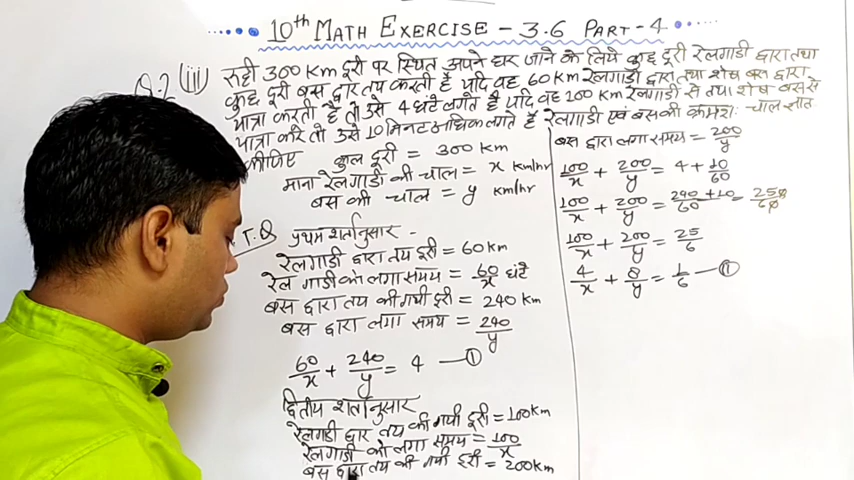 10th MATH EXERCISE - 3.6 PART - 4
Q.2 (iii) रूही 300 Km दूरी पर स्थित अपने घर जाने के लिये कुछ दूरी रेलगाडी द्वारा तथा
कुछ दूरी बस द्वारा तय करती है यदि वह 60 Km रेलगाडी द्वारा तथा शेष बस द्वारा
यात्रा करती है तो उसे 4 घंटे लगते है यदि वह 100 Km रेलगाडी से तथा शेष बस से
यात्रा करे तो उसे 10 मिनट अधिक लगते है रेलगाडी एवं बस की क्रमशः चाल ज्ञात
कीजिए
कुल दूरी = 300 Km
माना रेलगाडी की चाल = x km/hr
बस की चाल = y km/hr
T.Q प्रथम शर्तानुसार -
रेलगाडी द्वारा तय दूरी = 60 Km
रेल गाडी को लगा समय = 60/x घंटे
बस द्वारा तय की गयी दूरी = 240 Km
बस द्वारा लगा समय = 240/y
60/x + 240/y = 4 — ①
द्वितीय शर्तानुसार
रेलगाडी द्वार तय की गयी दूरी = 100 Km
रेलगाडी को लगा समय = 100/x
बस द्वारा तय की गयी दूरी = 200 Km
बस द्वारा लगा समय = 200/y
100/x + 200/y = 4 + 10/60
100/x + 200/y = 240 + 10/60 = 250/60
100/x + 200/y = 25/6
4/x + 8/y = 1/6 — ⑪